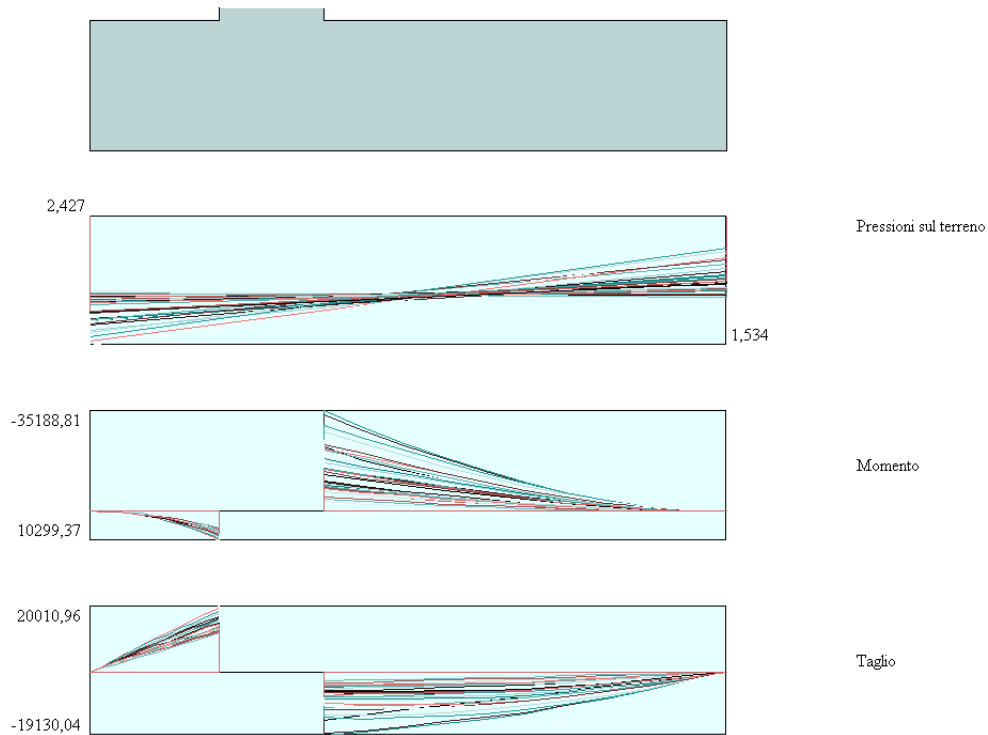 2,427
Pressioni sul terreno
1,534
-35188,81
Momento
10299,37
20010,96
Taglio
-19130,04